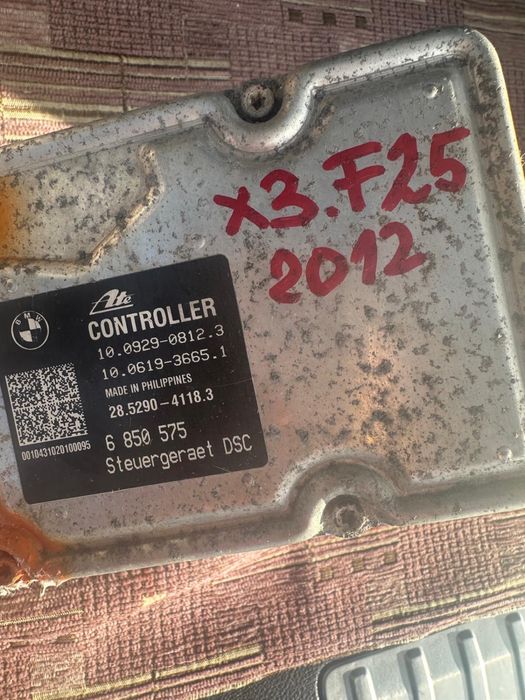 x3.F25
2012
BMW
Ate
CONTROLLER
10.0929-0812.3
10.0619-3665.1
MADE IN PHILIPPINES
28.5290-4118.3
0010431020100095
6 850 575
Steuergeraet DSC